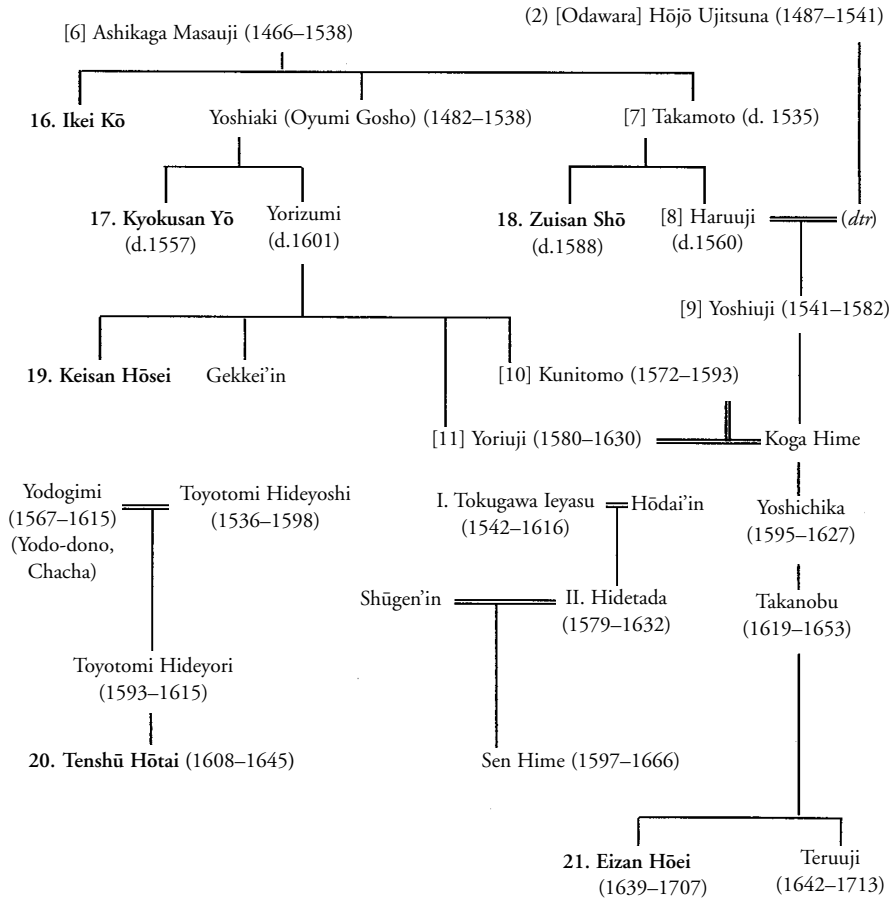 (2) [Odawara] Hōjō Ujitsuna (1487–1541)
[6] Ashikaga Masauji (1466–1538)
16. Ikei Kō
Yoshiaki (Oyumi Gosho) (1482–1538)
[7] Takamoto (d. 1535)
17. Kyokusan Yō
(d.1557)
Yorizumi
(d.1601)
18. Zuisan Shō
(d.1588)
[8] Haruuji
(d.1560)
(dtr)
[9] Yoshiuji (1541–1582)
19. Keisan Hōsei
Gekkei’in
[10] Kunitomo (1572–1593)
[11] Yoriuji (1580–1630)
Koga Hime
Yodogimi
(1567–1615)
(Yodo-dono,
Chacha)
Toyotomi Hideyoshi
(1536–1598)
I. Tokugawa Ieyasu
(1542–1616)
Hōdai’in
Yoshichika
(1595–1627)
Shūgen’in
II. Hidetada
(1579–1632)
Takanobu
(1619–1653)
Toyotomi Hideyori
(1593–1615)
20. Tenshū Hōtai (1608–1645)
Sen Hime (1597–1666)
21. Eizan Hōei
(1639–1707)
Teruuji
(1642–1713)